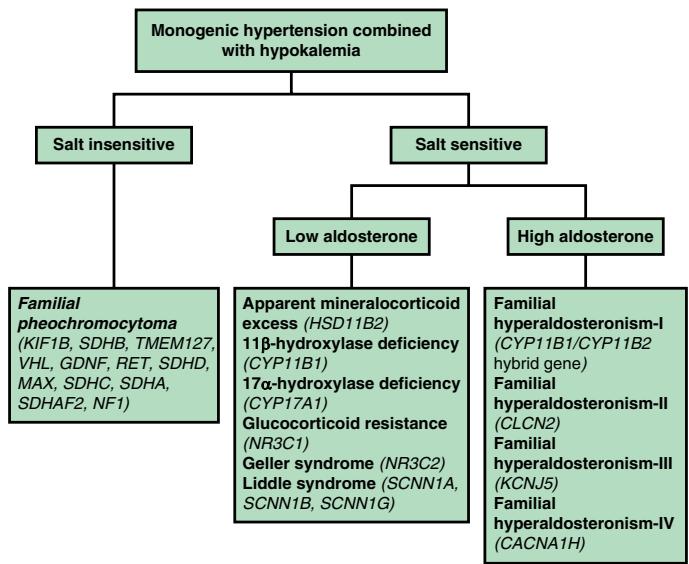 Monogenic hypertension combined
with hypokalemia
Salt insensitive
Salt sensitive
Low aldosterone
High aldosterone
Familial
pheochromocytoma
(KIF1B, SDHB, TMEM127,
VHL, GDNF, RET, SDHD,
MAX, SDHC, SDHA,
SDHAF2, NF1)
Apparent mineralocorticoid
excess (HSD11B2)
11β-hydroxylase deficiency
(CYP11B1)
17α-hydroxylase deficiency
(CYP17A1)
Glucocorticoid resistance
(NR3C1)
Geller syndrome (NR3C2)
Liddle syndrome (SCNN1A,
SCNN1B, SCNN1G)
Familial
hyperaldosteronism-I
(CYP11B1/CYP11B2
hybrid gene)
Familial
hyperaldosteronism-II
(CLCN2)
Familial
hyperaldosteronism-III
(KCNJ5)
Familial
hyperaldosteronism-IV
(CACNA1H)